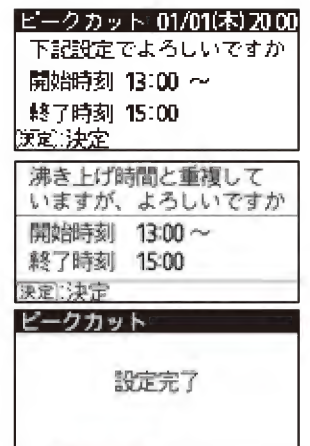 ピークカット 01/01(木)20:00
下記設定でよろしいですか
開始時刻 13:00 ～
終了時刻 15:00
決定:決定
沸き上げ時間と重複して
いますが、よろしいですか
開始時刻 13:00 ～
終了時刻 15:00
決定:決定
ピークカット
設定完了